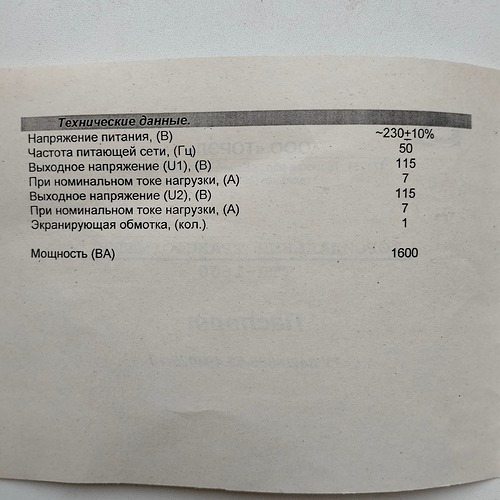 Технические данные.
Напряжение питания, (В) ~230±10%
Частота питающей сети, (Гц) 50
Выходное напряжение (U1), (В) 115
При номинальном токе нагрузки, (А) 7
Выходное напряжение (U2), (В) 115
При номинальном токе нагрузки, (А) 7
Экранирующая обмотка, (кол.) 1
Мощность (ВА) 1600